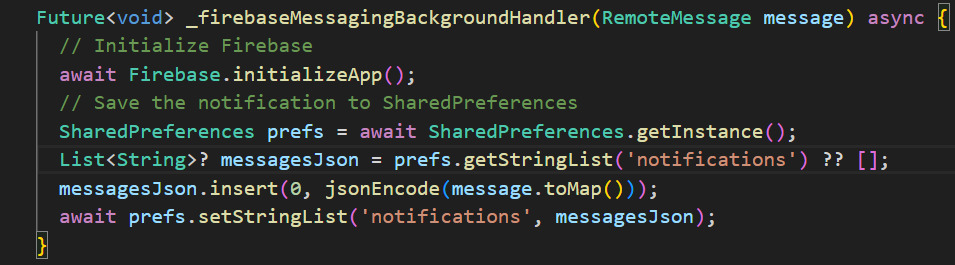 Future<void> _firebaseMessagingBackgroundHandler(RemoteMessage message) async {
// Initialize Firebase
await Firebase.initializeApp();
// Save the notification to SharedPreferences
SharedPreferences prefs = await SharedPreferences.getInstance();
List<String>? messagesJson = prefs.getStringList('notifications') ?? [];
messagesJson.insert(0, jsonEncode(message.toMap()));
await prefs.setStringList('notifications', messagesJson);
}